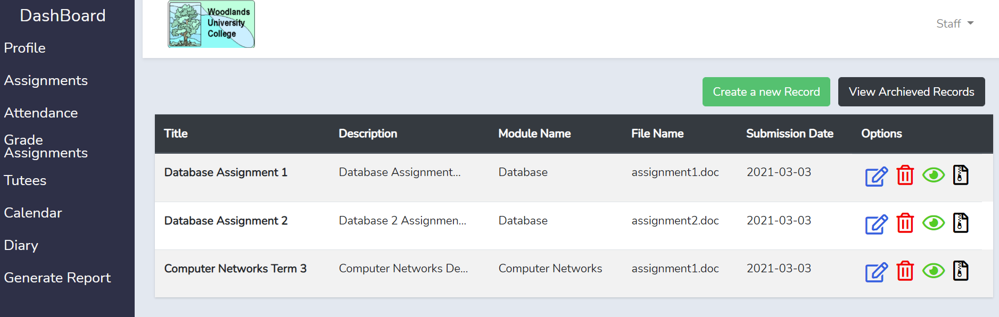 DashBoard
Profile
Assignments
Attendance
Grade
Assignments
Tutees
Calendar
Diary
Generate Report
Woodlands
University
College
Staff
Create a new Record
View Archieved Records
Title Description Module Name File Name Submission Date Options
Database Assignment 1 Database Assignment... Database assignment1.doc 2021-03-03
Database Assignment 2 Database 2 Assignmen... Database assignment2.doc 2021-03-03
Computer Networks Term 3 Computer Networks De... Computer Networks assignment1.doc 2021-03-03